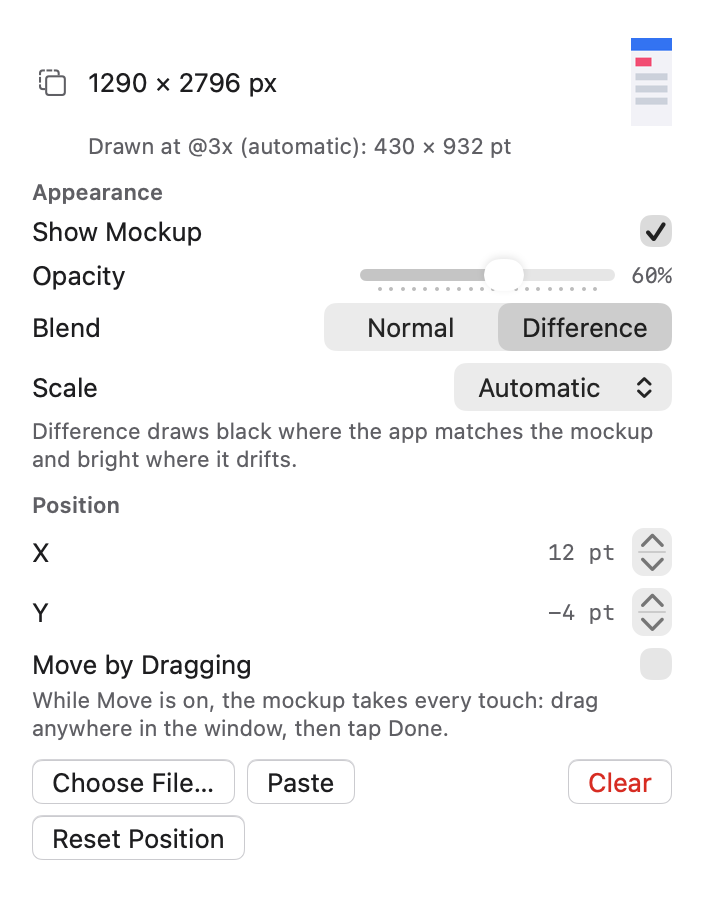 1290 × 2796 px
Drawn at @3x (automatic): 430 × 932 pt
Appearance
Show Mockup
Opacity 60%
Blend Normal Difference
Scale Automatic
Difference draws black where the app matches the mockup
and bright where it drifts.
Position
X 12 pt
Y −4 pt
Move by Dragging
While Move is on, the mockup takes every touch: drag
anywhere in the window, then tap Done.
Choose File... Paste Clear
Reset Position